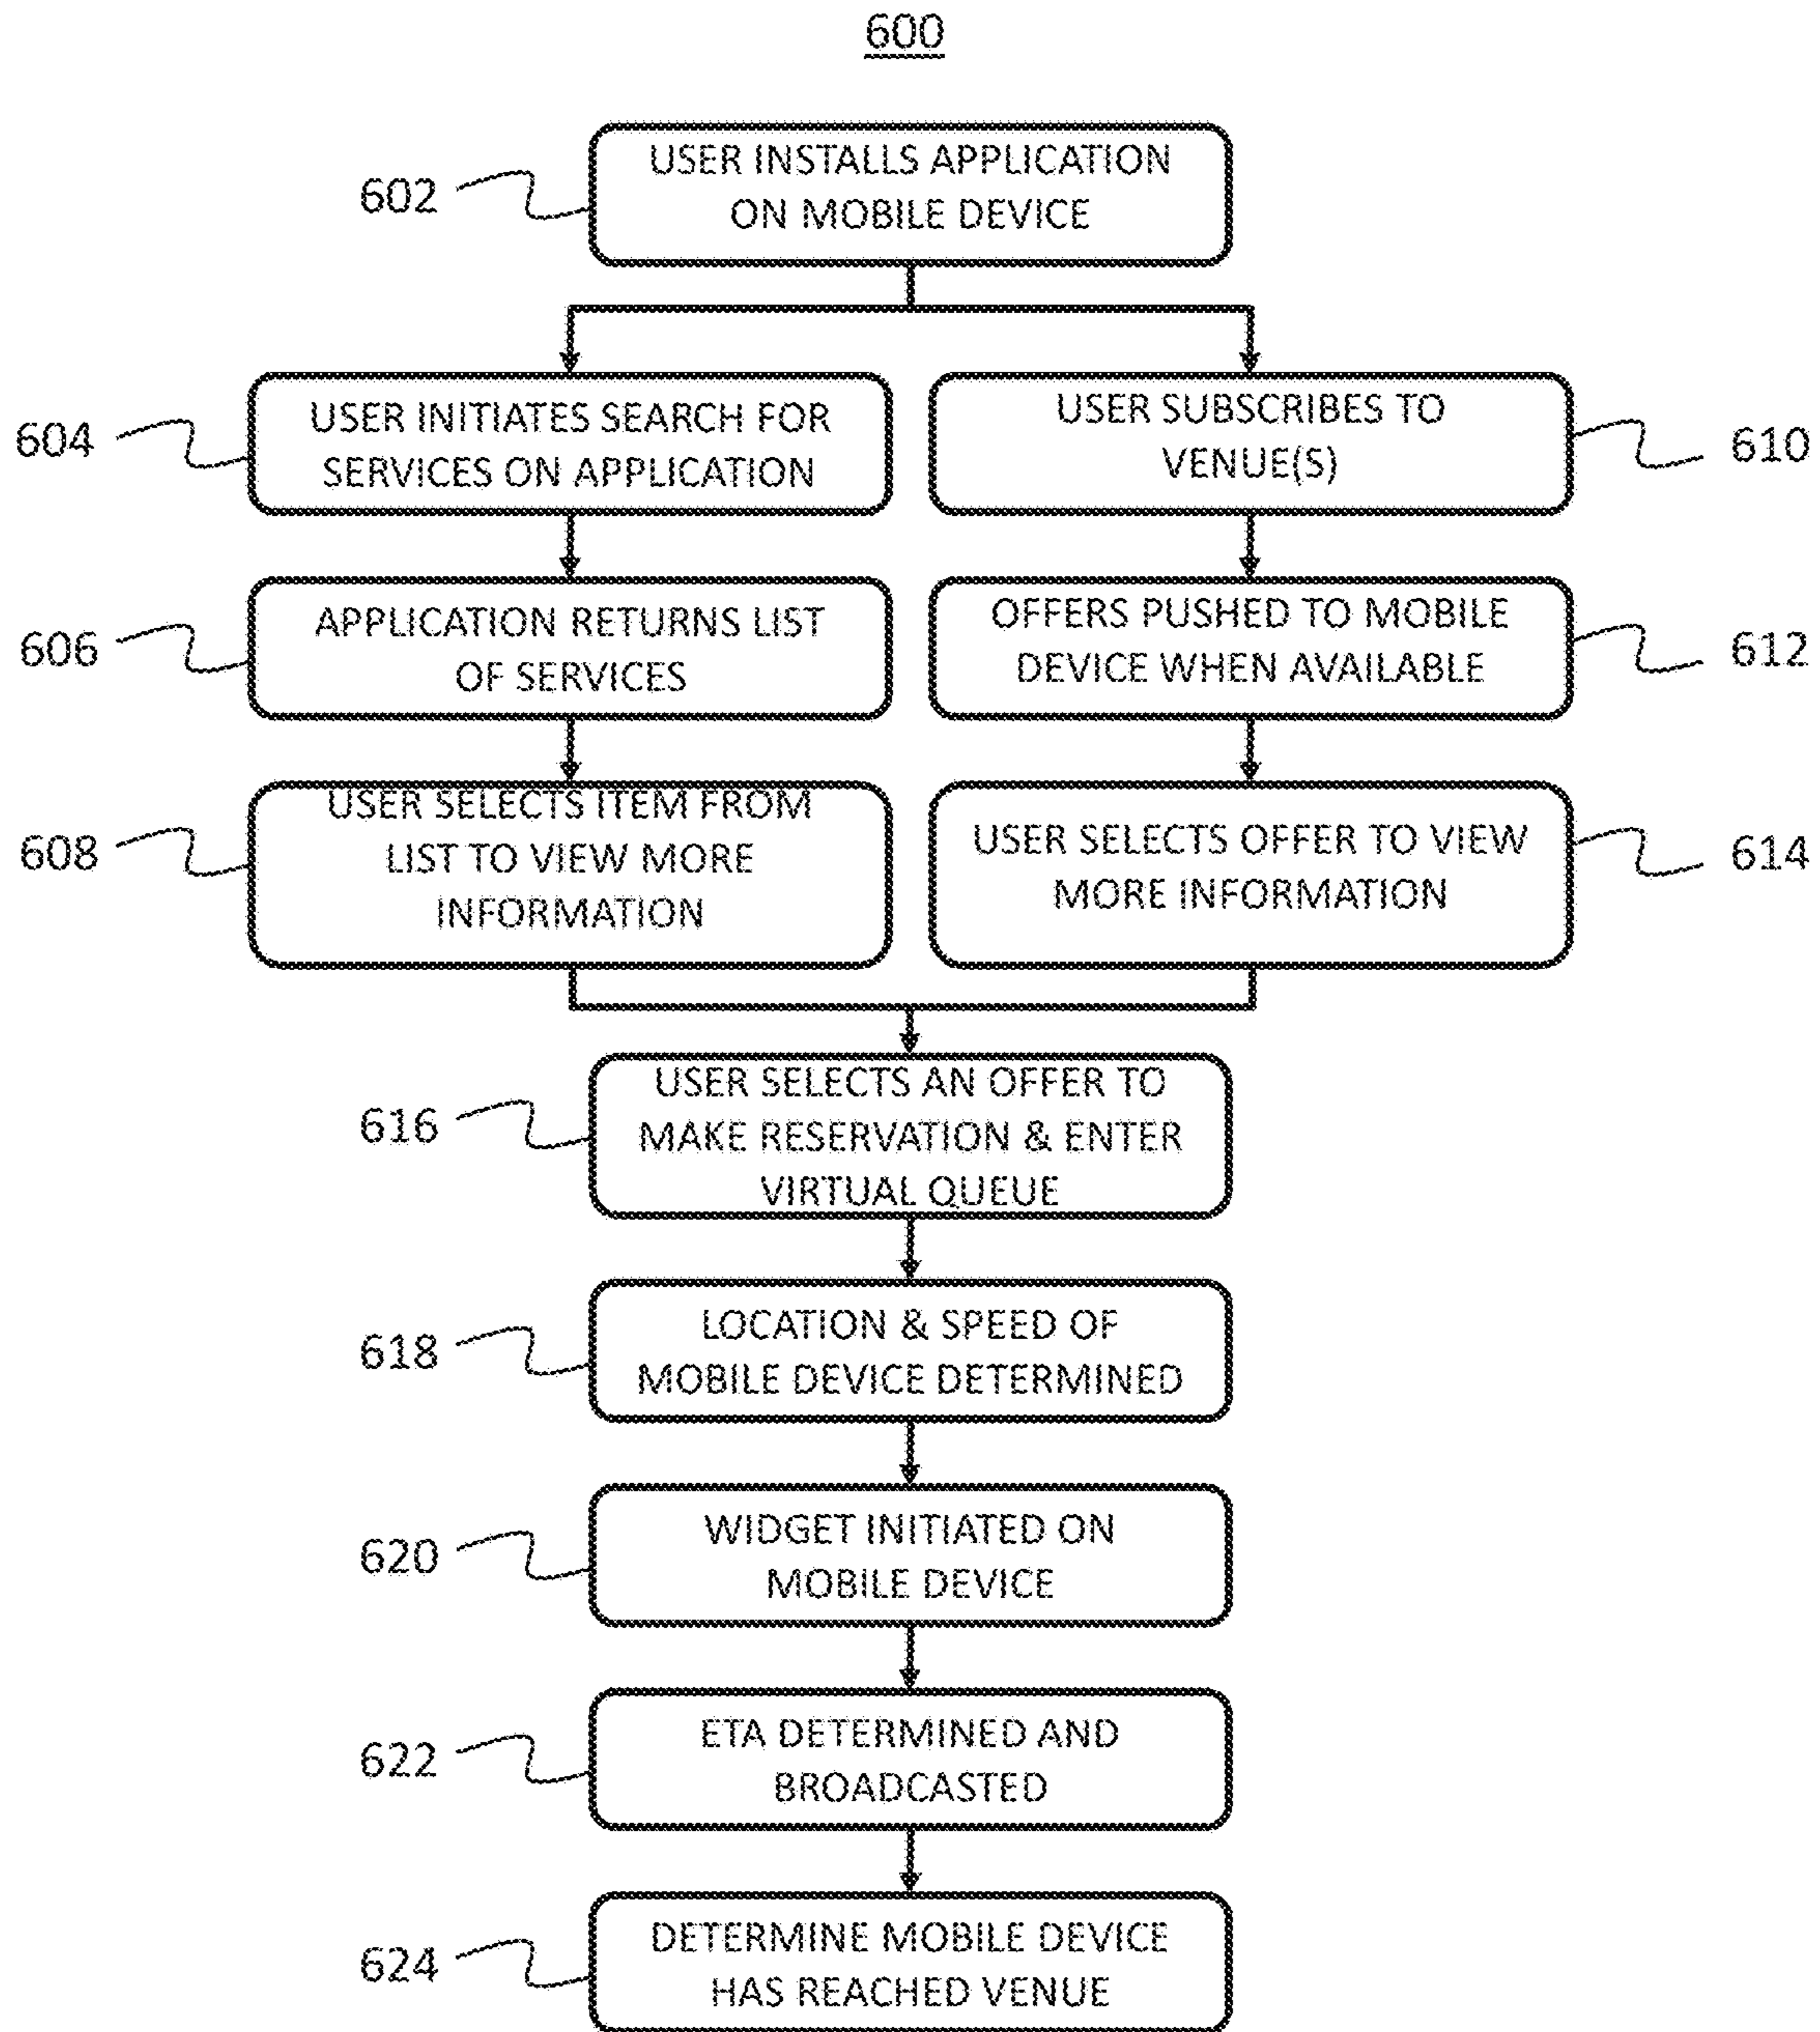 600
602
USER INSTALLS APPLICATION
ON MOBILE DEVICE
604
USER INITIATES SEARCH FOR
SERVICES ON APPLICATION
USER SUBSCRIBES TO
VENUE(S)
610
606
APPLICATION RETURNS LIST
OF SERVICES
OFFERS PUSHED TO MOBILE
DEVICE WHEN AVAILABLE
612
608
USER SELECTS ITEM FROM
LIST TO VIEW MORE
INFORMATION
USER SELECTS OFFER TO VIEW
MORE INFORMATION
614
616
USER SELECTS AN OFFER TO
MAKE RESERVATION & ENTER
VIRTUAL QUEUE
618
LOCATION & SPEED OF
MOBILE DEVICE DETERMINED
620
WIDGET INITIATED ON
MOBILE DEVICE
622
ETA DETERMINED AND
BROADCASTED
624
DETERMINE MOBILE DEVICE
HAS REACHED VENUE